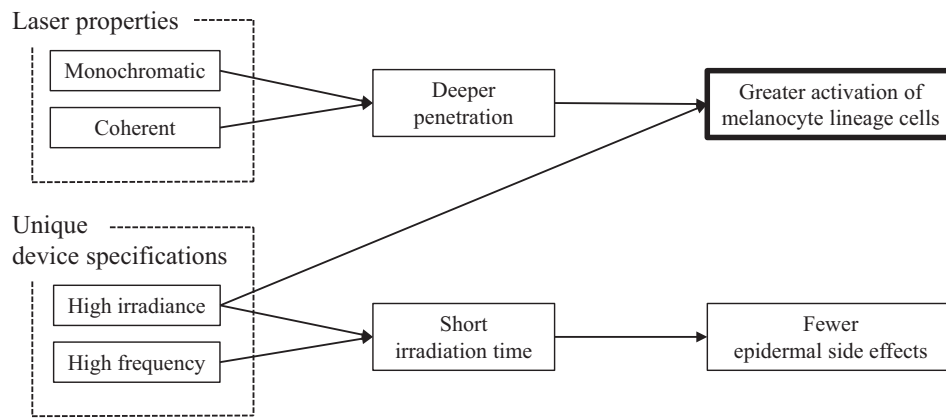 Laser properties
Monochromatic
Coherent
Deeper
penetration
Greater activation of
melanocyte lineage cells
Unique
device specifications
High irradiance
High frequency
Short
irradiation time
Fewer
epidermal side effects